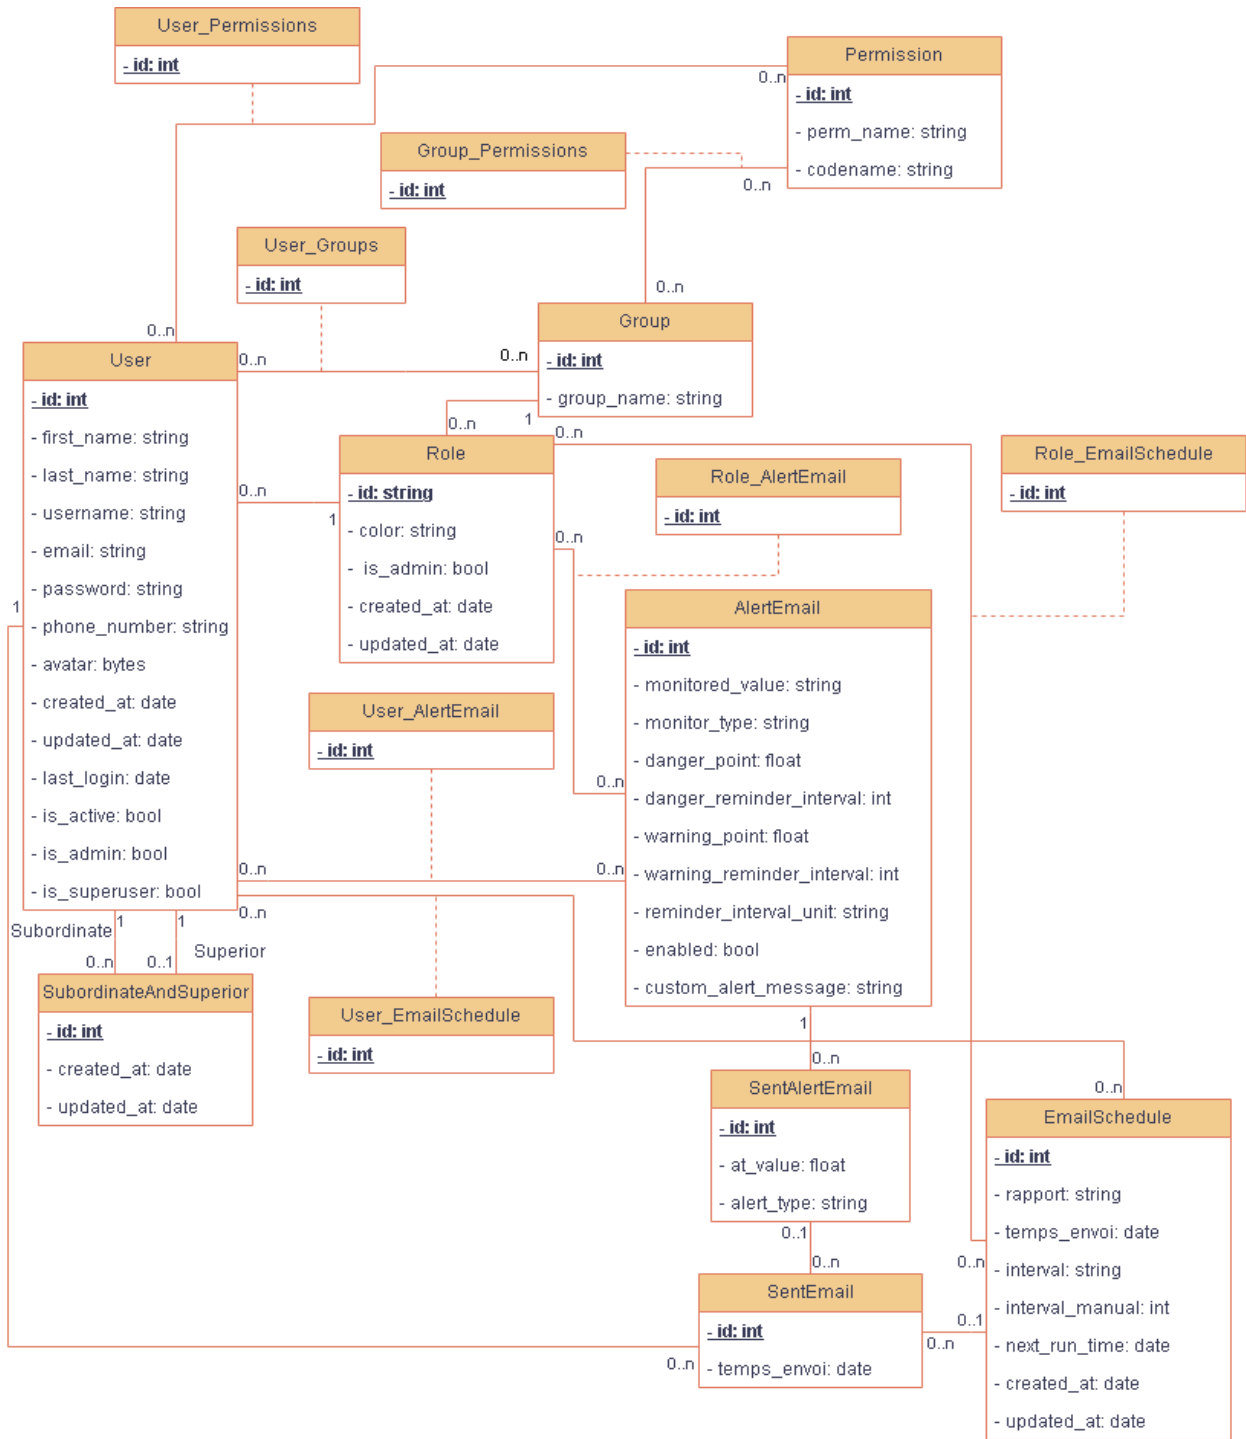 User_Permissions
- id: int
Permission
- id: int
- perm_name: string
- codename: string
0..n
Group_Permissions
- id: int
0..n
User_Groups
- id: int
0..n
Group
- id: int
- group_name: string
0..n
0..n
0..n
User
- id: int
- first_name: string
- last_name: string
- username: string
- email: string
- password: string
- phone_number: string
- avatar: bytes
- created_at: date
- updated_at: date
- last_login: date
- is_active: bool
- is_admin: bool
- is_superuser: bool
0..n
1
0..n
Role
- id: string
- color: string
- is_admin: bool
- created_at: date
- updated_at: date
0..n
1
0..n
Role_AlertEmail
- id: int
Role_EmailSchedule
- id: int
1
AlertEmail
- id: int
- monitored_value: string
- monitor_type: string
- danger_point: float
- danger_reminder_interval: int
- warning_point: float
- warning_reminder_interval: int
- reminder_interval_unit: string
- enabled: bool
- custom_alert_message: string
User_AlertEmail
- id: int
0..n
0..n
0..n
0..n
Subordinate
1
1
Superior
0..n
0..1
SubordinateAndSuperior
- id: int
- created_at: date
- updated_at: date
User_EmailSchedule
- id: int
1
0..n
SentAlertEmail
- id: int
- at_value: float
- alert_type: string
0..n
EmailSchedule
- id: int
- rapport: string
- temps_envoi: date
- interval: string
- interval_manual: int
- next_run_time: date
- created_at: date
- updated_at: date
0..1
0..n
0..n
SentEmail
- id: int
- temps_envoi: date
0..1
0..n
0..n